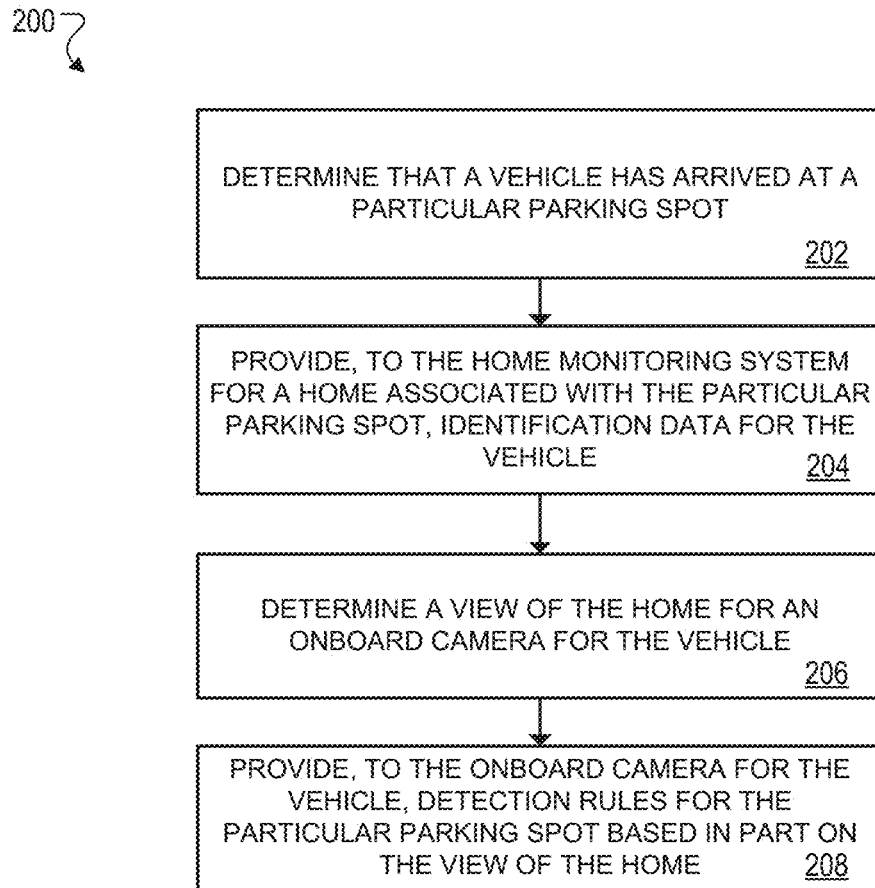 200
DETERMINE THAT A VEHICLE HAS ARRIVED AT A
PARTICULAR PARKING SPOT
202
PROVIDE, TO THE HOME MONITORING SYSTEM
FOR A HOME ASSOCIATED WITH THE PARTICULAR
PARKING SPOT, IDENTIFICATION DATA FOR THE
VEHICLE 204
DETERMINE A VIEW OF THE HOME FOR AN
ONBOARD CAMERA FOR THE VEHICLE
206
PROVIDE, TO THE ONBOARD CAMERA FOR THE
VEHICLE, DETECTION RULES FOR THE
PARTICULAR PARKING SPOT BASED IN PART ON
THE VIEW OF THE HOME 208